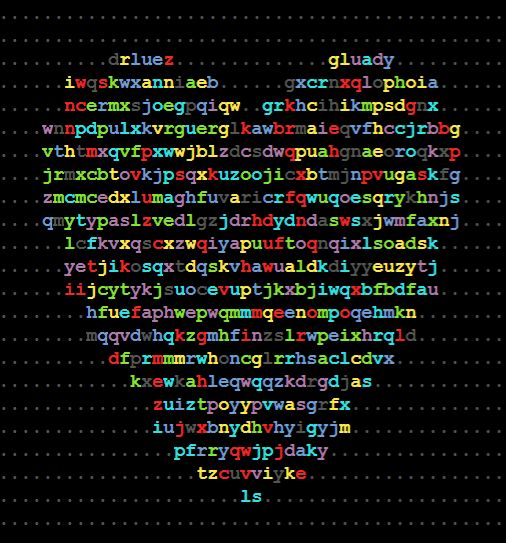 ..............................................
..............................................
..........drluez..............gluady..........
......iwqskwxanniaeb......gxcrnxqlophoia......
......ncermxsjoegpqiqw..grkhcihikmpsdgnx......
....wnnpdpulxkvrguerglkawbrmaieqvfhccjrbbg....
....vthtmxqvfpxwwjblzdcsdwqpuahgnaeoroqkxp....
....jrmxcbtovkjpsqxkuzoojicxbtmjnpvugaskfg....
....zmcmcedxlumaghfuvaricrfqwuqoesqrykhnjs....
....qmytypaslzvedlgzjdrhdydndaswsxjwmfaxnj....
......lcfkvxqscxzwqiyapuuftoqnqixlsoadsk......
......yetjikosqxtdqskvhawualdkdiyyeuzytj......
......iijcytykjsuocevuptjkxbjiwqxbfbdfau......
........hfuefaphwepwqmmmqeenompoqehmkn........
........mqqvdwhqkzgmhfinzslrwpeixhrqld........
..........dfprmmmrwhoncglrrhsaclcdvx..........
............kxewkahleqwqqzkdrgdjas............
..............zuiztpoyypvwasgrfx..............
..............iujwxbnydhvhyigyjm..............
................pfrryqwjpjdaky................
..................tzcuvviyke..................
......................ls......................
..............................................